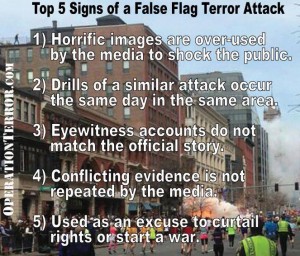 Top 5 Signs of a False Flag Terror Attack
1) Horrific images are over-used
by the media to shock the public.
2) Drills of a similar attack occur
the same day in the same area.
3) Eyewitness accounts do not
match the official story.
4) Conflicting evidence is not
repeated by the media.
5) Used as an excuse to curtail
rights or start a war.
OPERATIONTERROR.COM